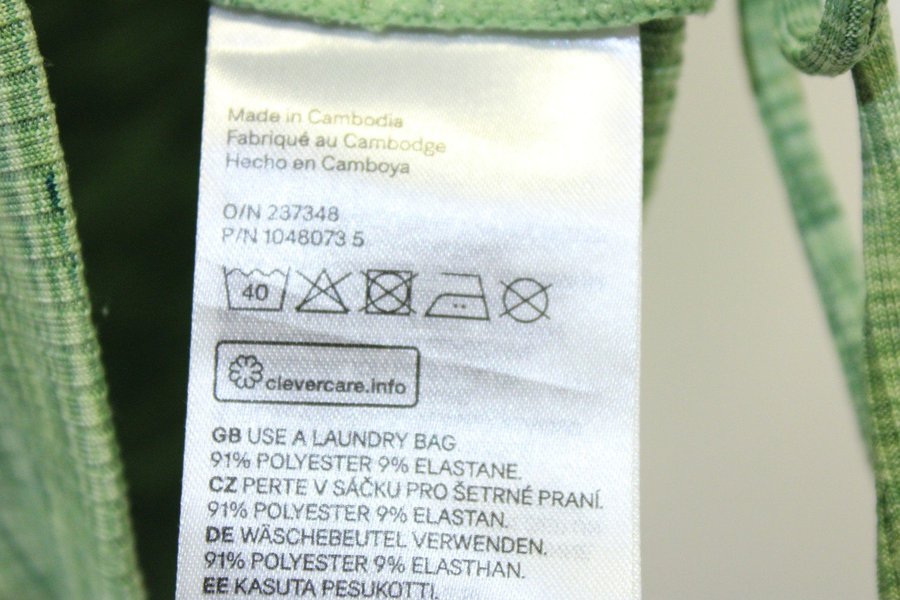 Made in Cambodia
Fabriqué au Cambodge
Hecho en Camboya
O/N 237348
P/N 1048073 5
40
clevercare.info
GB USE A LAUNDRY BAG
91% POLYESTER 9% ELASTANE.
CZ PERTE V SÁČKU PRO ŠETRNÉ PRANÍ.
91% POLYESTER 9% ELASTAN.
DE WÄSCHEBEUTEL VERWENDEN.
91% POLYESTER 9% ELASTHAN.
EE KASUTA PESUKOTTI.